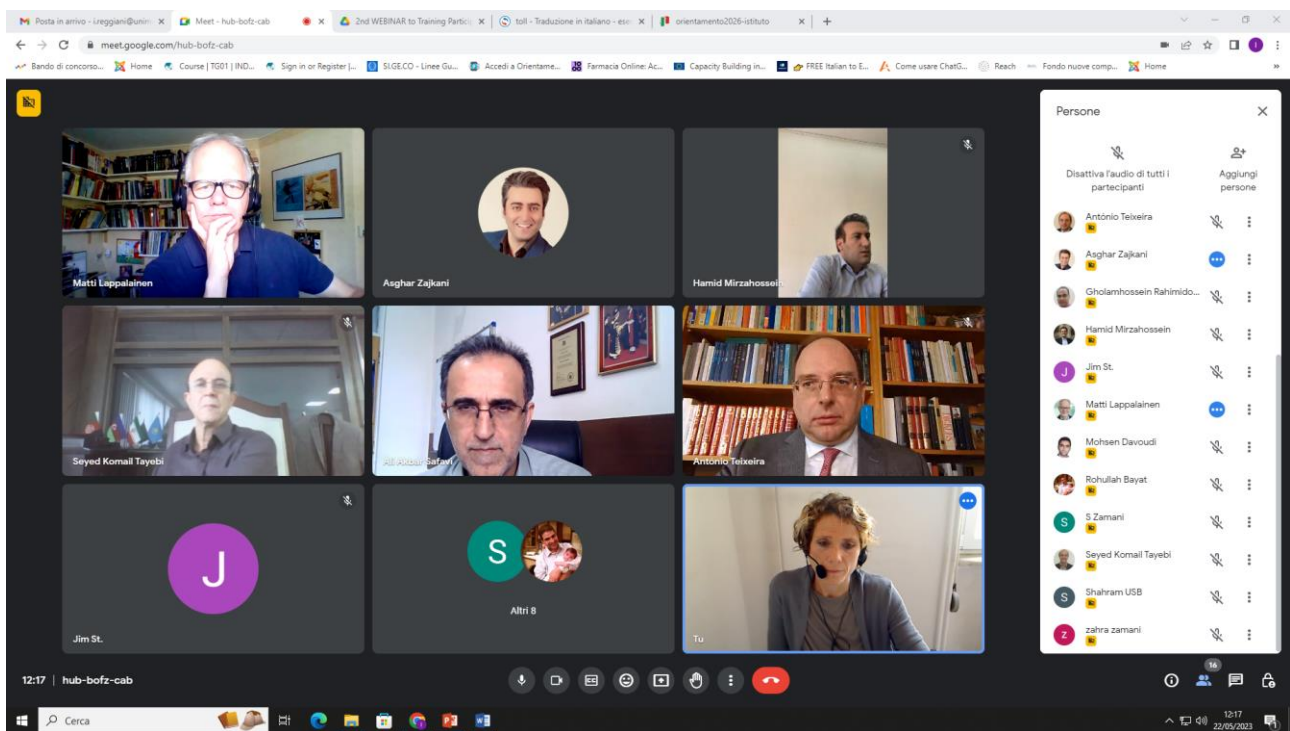 Posta in arrivo - i.reggiani@unim
Meet - hub-bofz-cab
2nd WEBINAR to Training Partici
toll - Traduzione in italiano - ese
orientamento2026-istituto
meet.google.com/hub-bofz-cab
Bando di concorso...
Home
Course | TG01 | IND...
Sign in or Register |...
SI.GE.CO - Linee Gu...
Accedi a Orientame...
Farmacia Online: Ac...
Capacity Building in...
FREE Italian to E...
Come usare ChatG...
Reach
Fondo nuove comp...
Home
Matti Lappalainen
Asghar Zajkani
Hamid Mirzahossein
Seyed Komail Tayebi
Ali Akbar Safavi
António Teixeira
J
Jim St.
S
Altri 8
Tu
Persone
Disattiva l'audio di tutti i
partecipanti
Aggiungi
persone
António Teixeira
Asghar Zajkani
Gholamhossein Rahimido...
Hamid Mirzahossein
J
Jim St.
Matti Lappalainen
Mohsen Davoudi
Rohullah Bayat
S
S Zamani
Seyed Komail Tayebi
S
Shahram USB
z
zahra zamani
12:17 | hub-bofz-cab
16
Cerca
12:17
22/05/2023